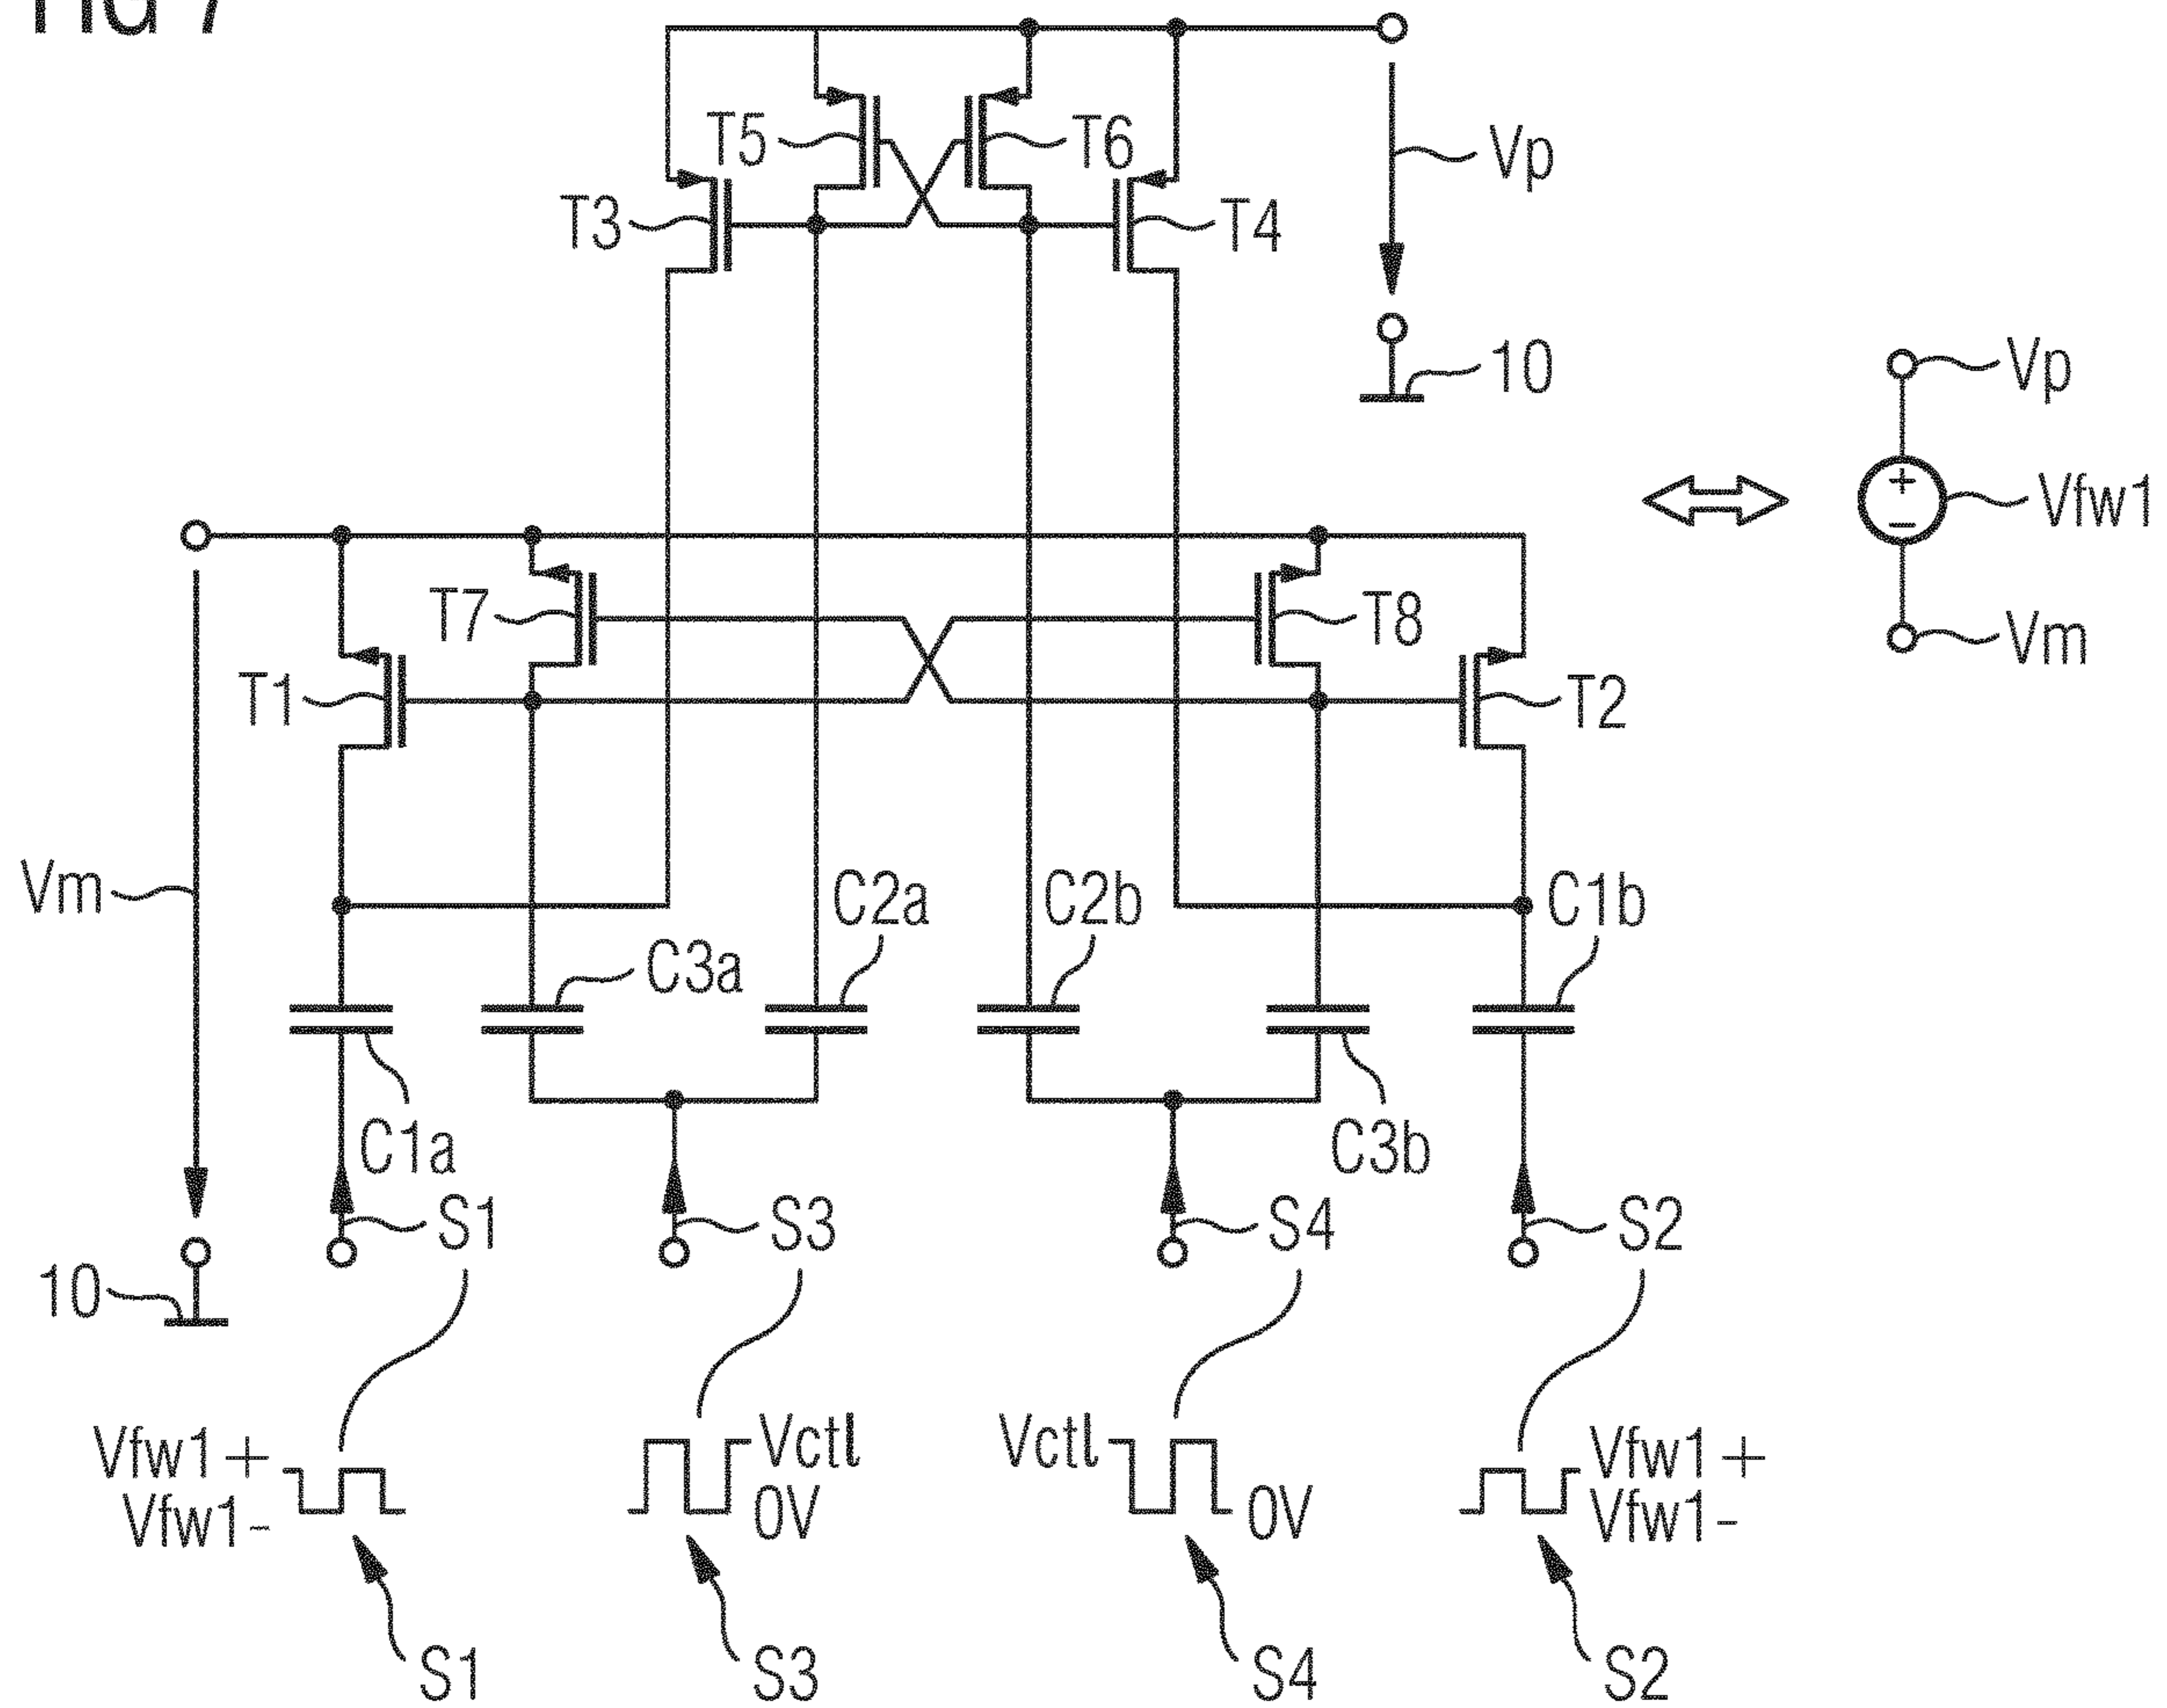 FIG 7
T5
T6
Vp
T3
T4
10
Vp
Vfw1
Vm
T7
T8
T1
T2
Vm
C2a
C2b
C1b
C3a
C1a
C3b
S1
S3
S4
S2
10
Vfw1+
Vctl
Vctl
Vfw1+
Vfw1-
0V
0V
Vfw1-
S1
S3
S4
S2